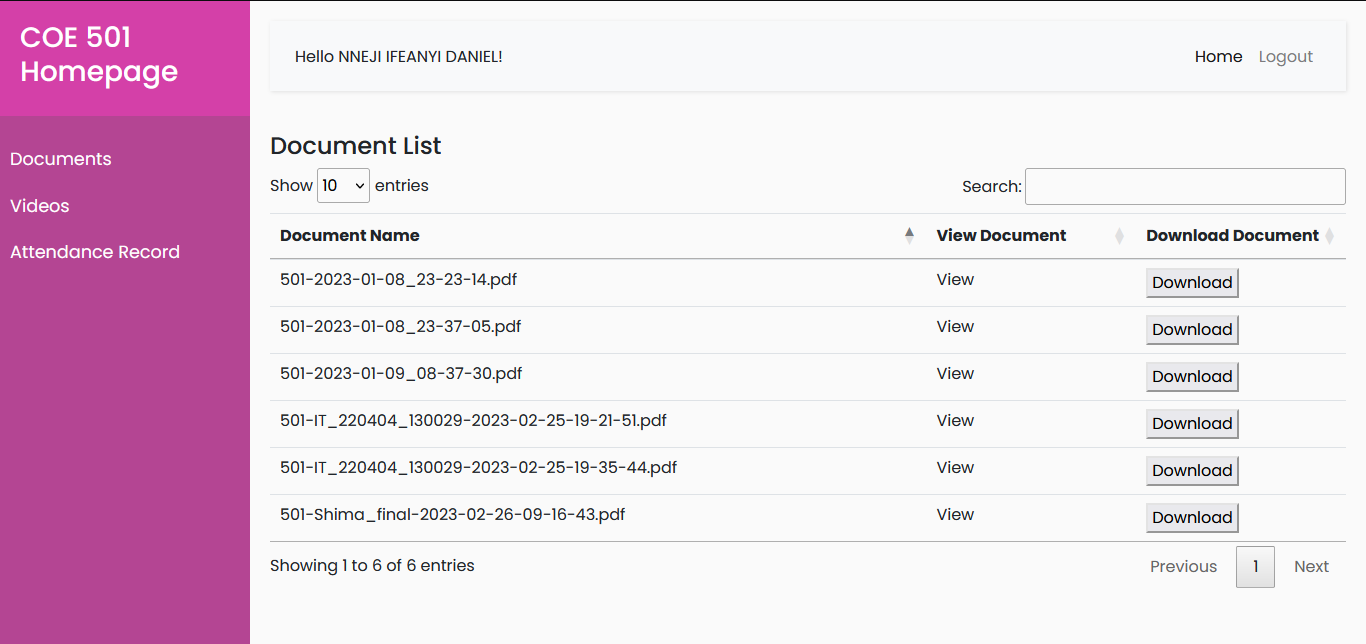 COE 501
Homepage
Documents
Videos
Attendance Record
Hello NNEJI IFEANYI DANIEL!
Home Logout
Document List
Show 10 entries
Search:
Document Name View Document Download Document
501-2023-01-08_23-23-14.pdf View Download
501-2023-01-08_23-37-05.pdf View Download
501-2023-01-09_08-37-30.pdf View Download
501-IT_220404_130029-2023-02-25-19-21-51.pdf View Download
501-IT_220404_130029-2023-02-25-19-35-44.pdf View Download
501-Shima_final-2023-02-26-09-16-43.pdf View Download
Showing 1 to 6 of 6 entries
Previous 1 Next